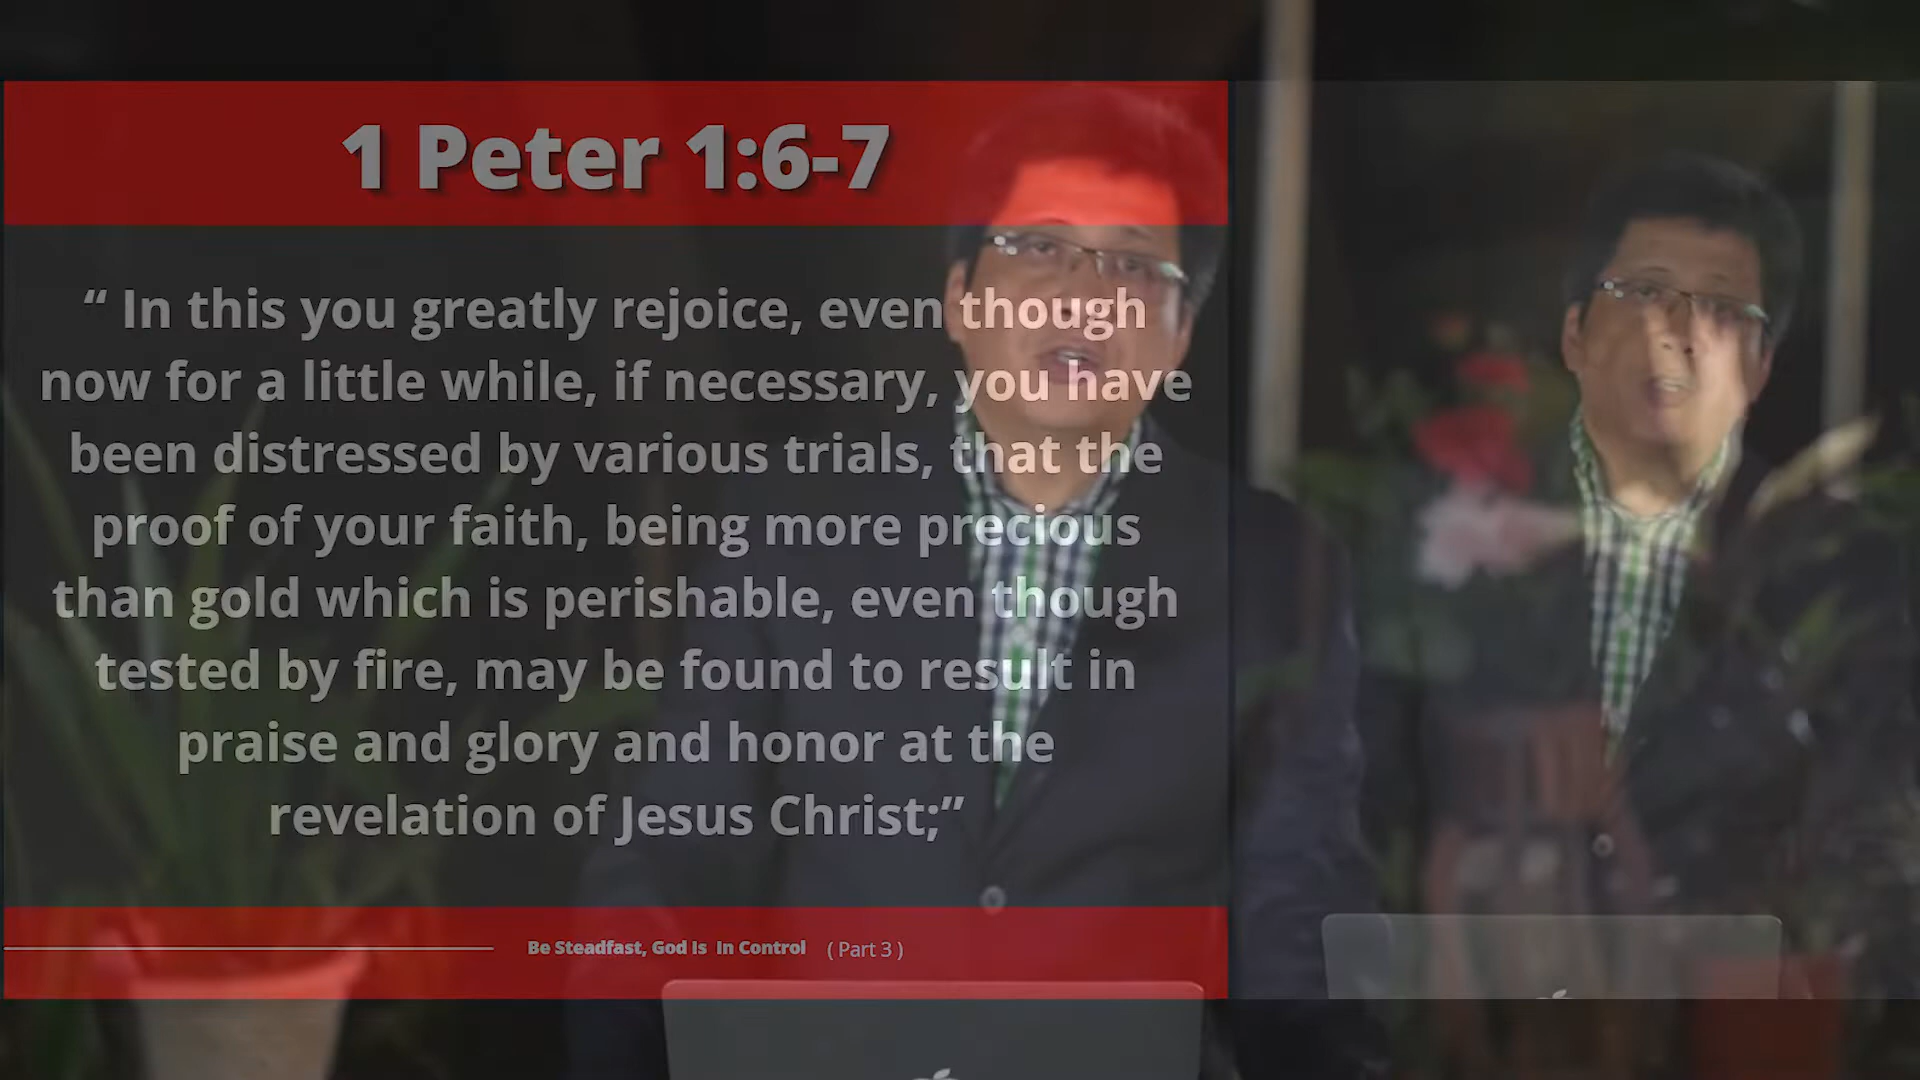 1 Peter 1:6-7
“ In this you greatly rejoice, even though
now for a little while, if necessary, you have
been distressed by various trials, that the
proof of your faith, being more precious
than gold which is perishable, even though
tested by fire, may be found to result in
praise and glory and honor at the
revelation of Jesus Christ;”
Be Steadfast, God Is In Control ( Part 3 )